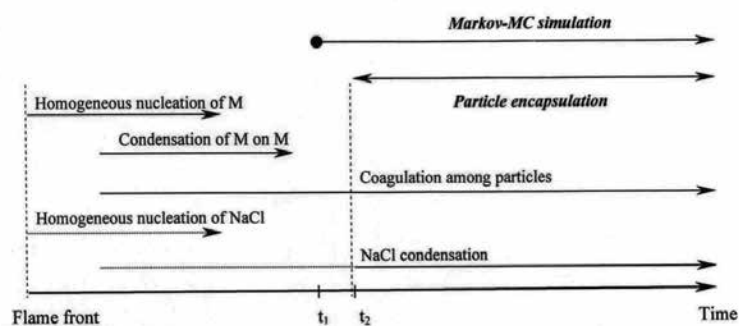 Markov-MC simulation
Particle encapsulation
Homogeneous nucleation of M
Condensation of M on M
Coagulation among particles
Homogeneous nucleation of NaCl
NaCl condensation
Flame front
t₁
t₂
Time